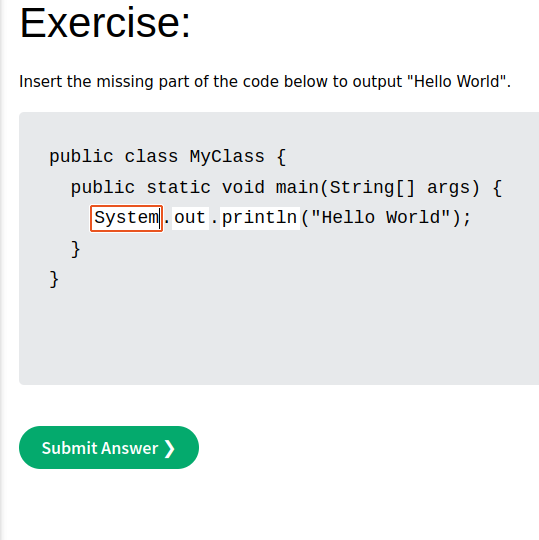 Exercise:
Insert the missing part of the code below to output "Hello World".
public class MyClass {
public static void main(String[] args) {
System.out.println("Hello World");
}
}
Submit Answer ❯